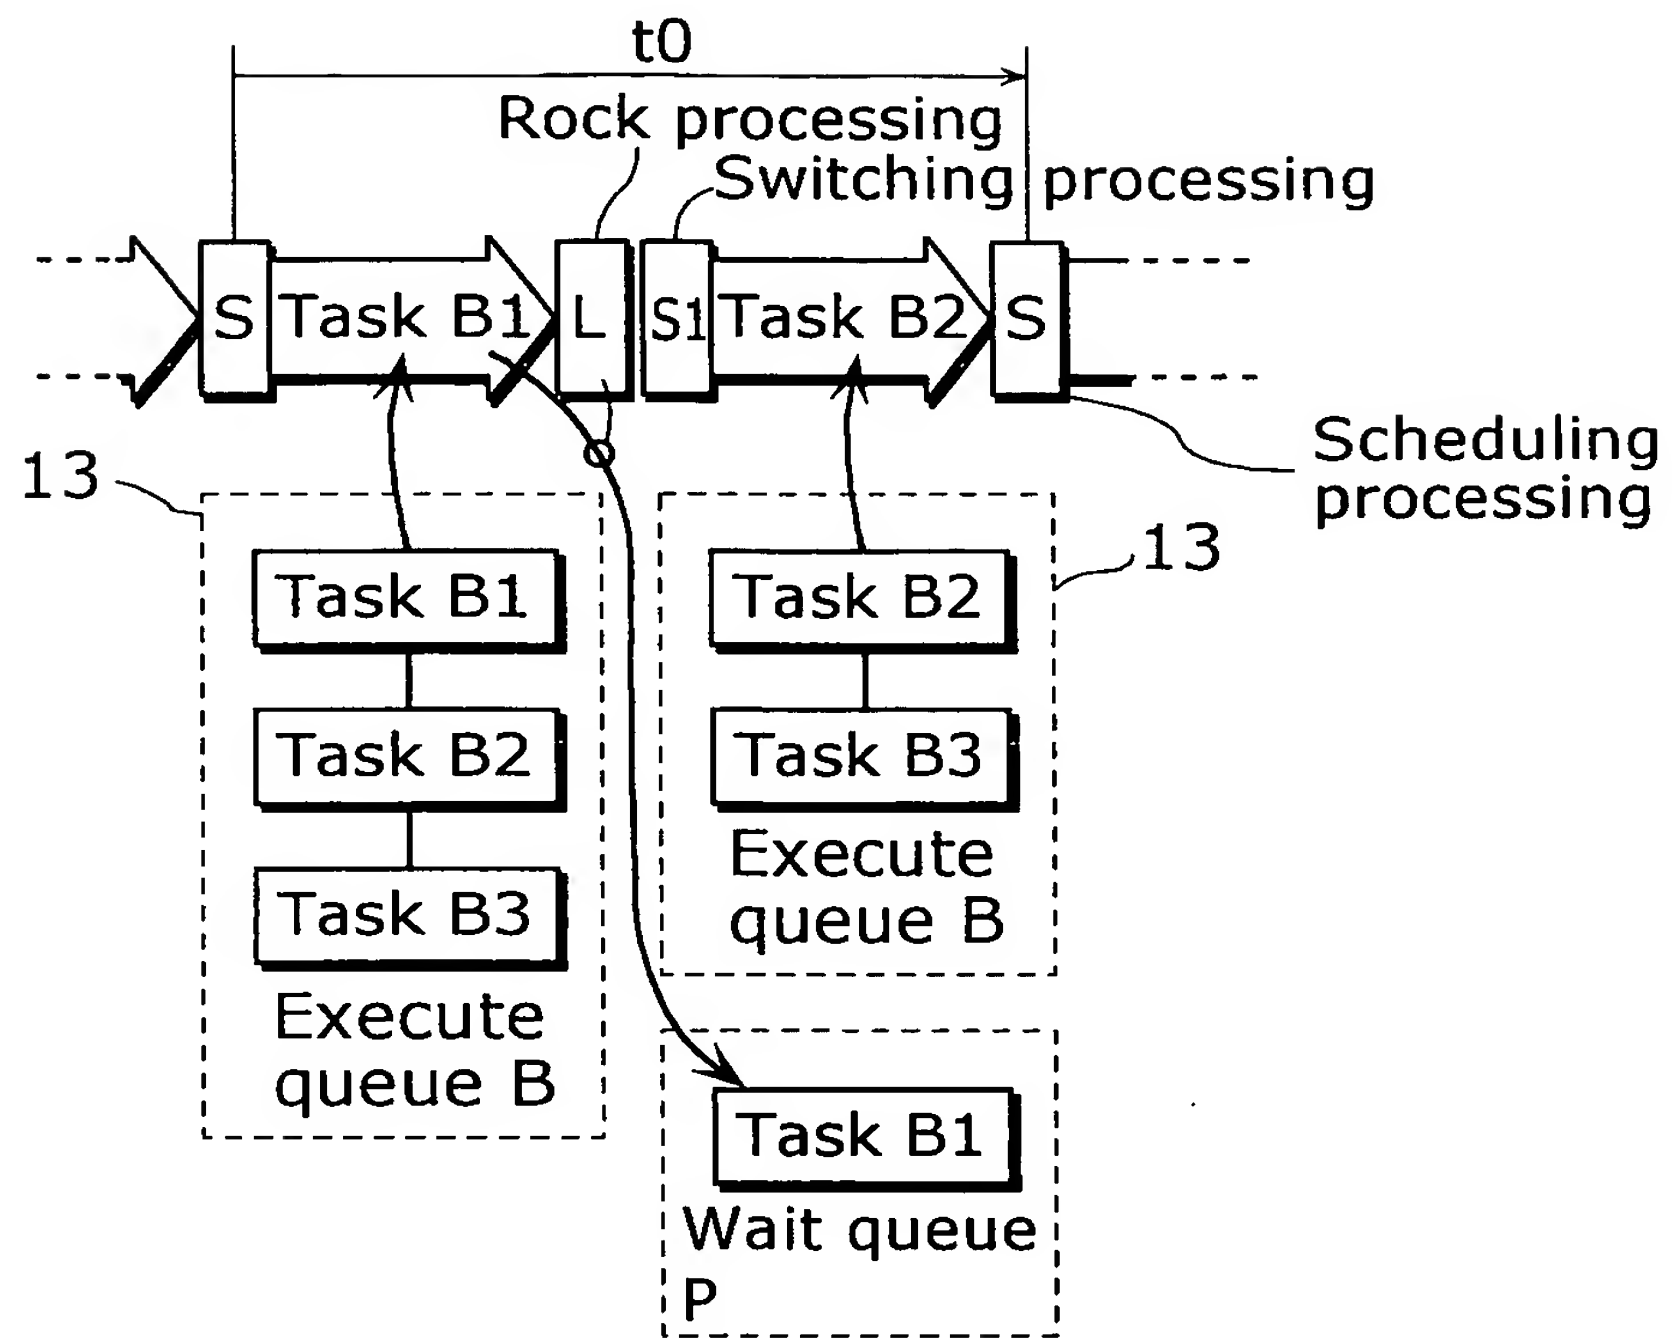 t0
Rock processing
Switching processing
S
Task B1
L
S1
Task B2
S
Scheduling
processing
13
Task B1
Task B2
Task B3
Execute
queue B
13
Task B2
Task B3
Execute
queue B
Task B1
Wait queue
P